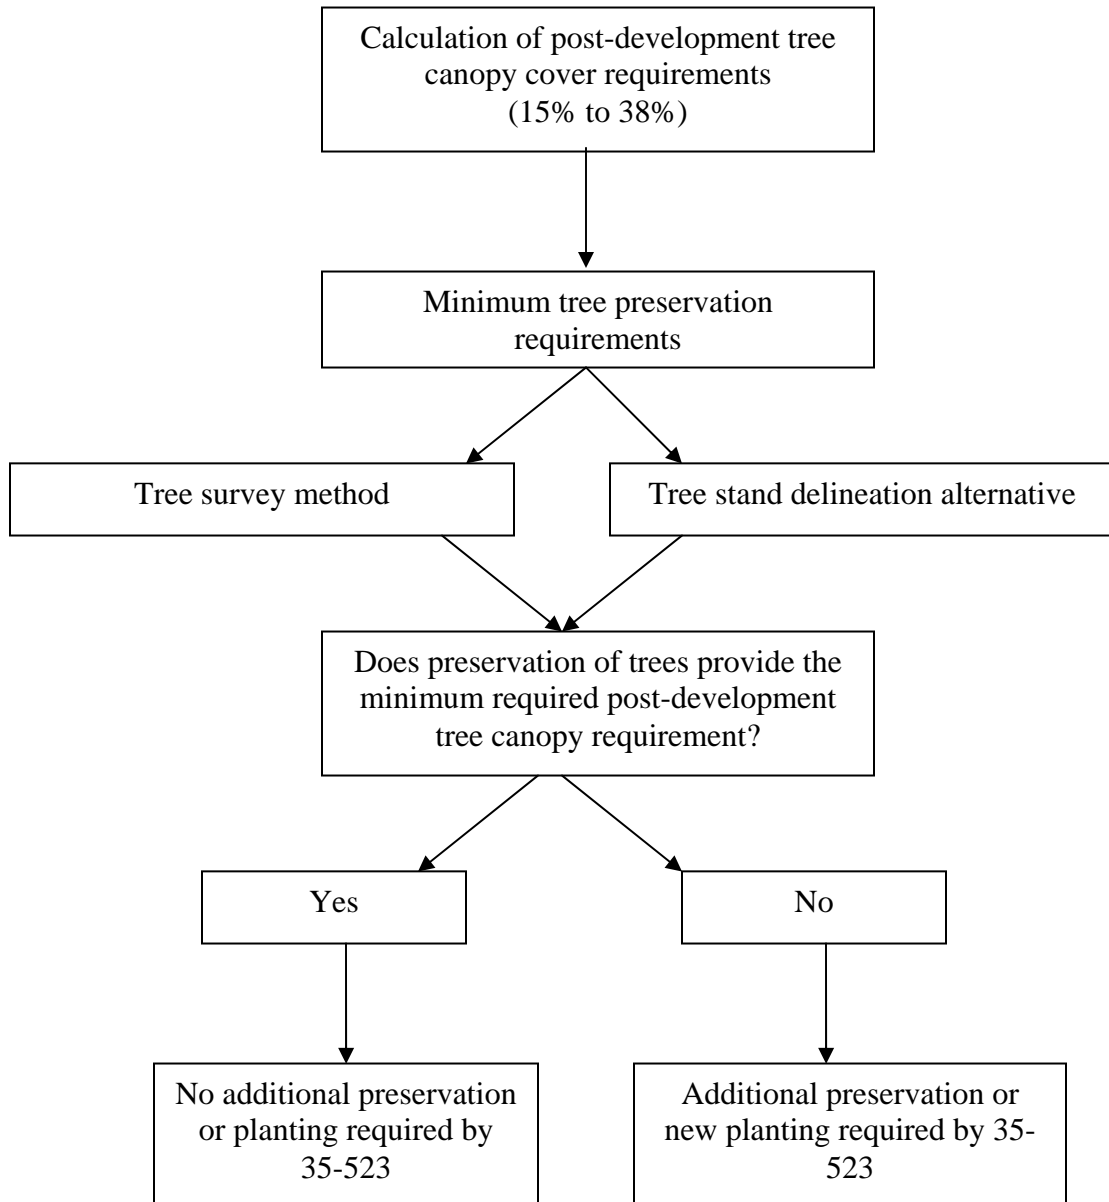 Calculation of post-development tree
canopy cover requirements
(15% to 38%)
Minimum tree preservation
requirements
Tree survey method
Tree stand delineation alternative
Does preservation of trees provide the
minimum required post-development
tree canopy requirement?
Yes
No
No additional preservation
or planting required by
35-523
Additional preservation or
new planting required by 35-
523